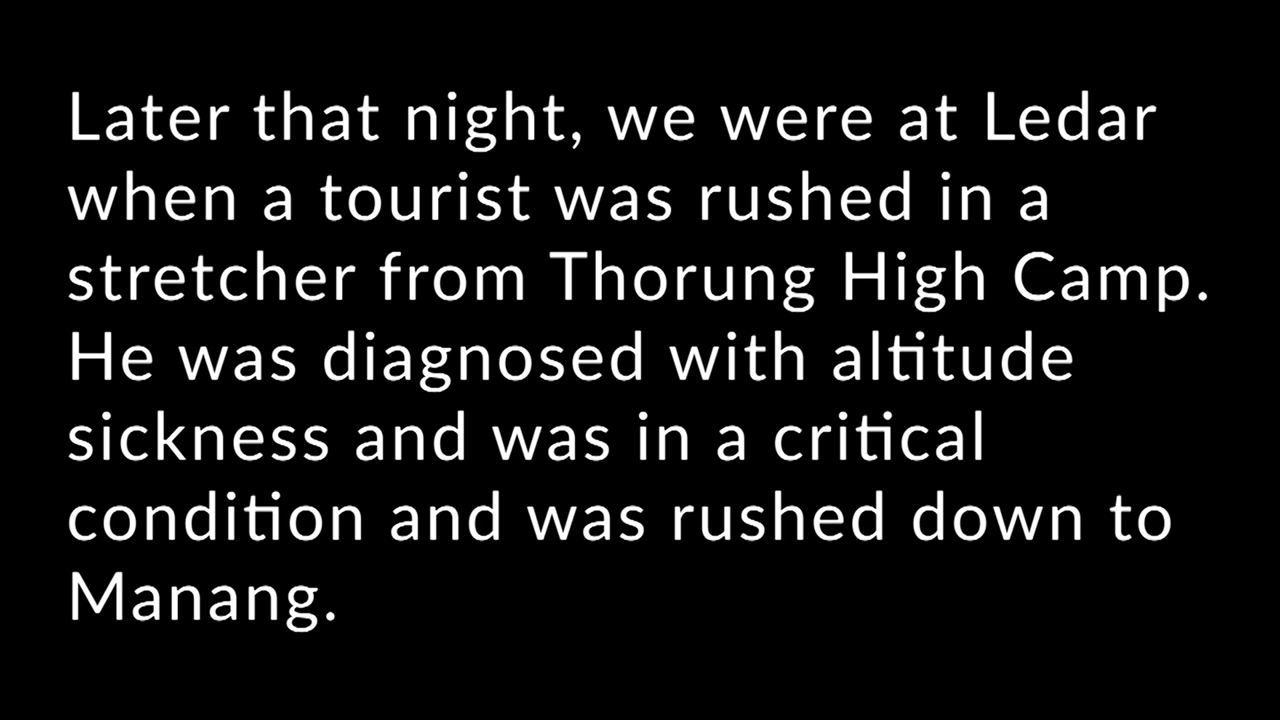 Later that night, we were at Ledar
when a tourist was rushed in a
stretcher from Thorung High Camp.
He was diagnosed with altitude
sickness and was in a critical
condition and was rushed down to
Manang.